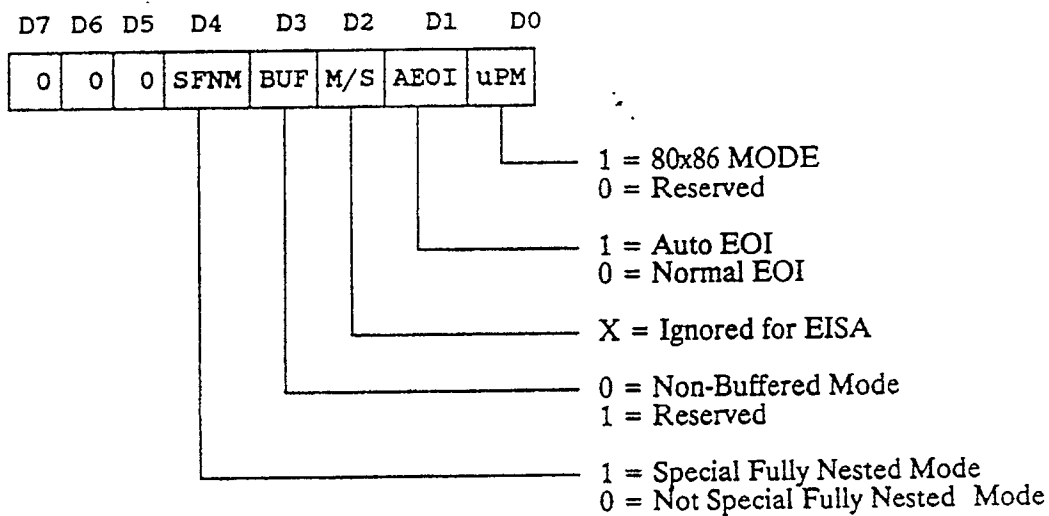 D7 D6 D5 D4 D3 D2 D1 D0
0 0 0 SFNM BUF M/S AEOI uPM
1 = 80x86 MODE
0 = Reserved
1 = Auto EOI
0 = Normal EOI
X = Ignored for EISA
0 = Non-Buffered Mode
1 = Reserved
1 = Special Fully Nested Mode
0 = Not Special Fully Nested Mode